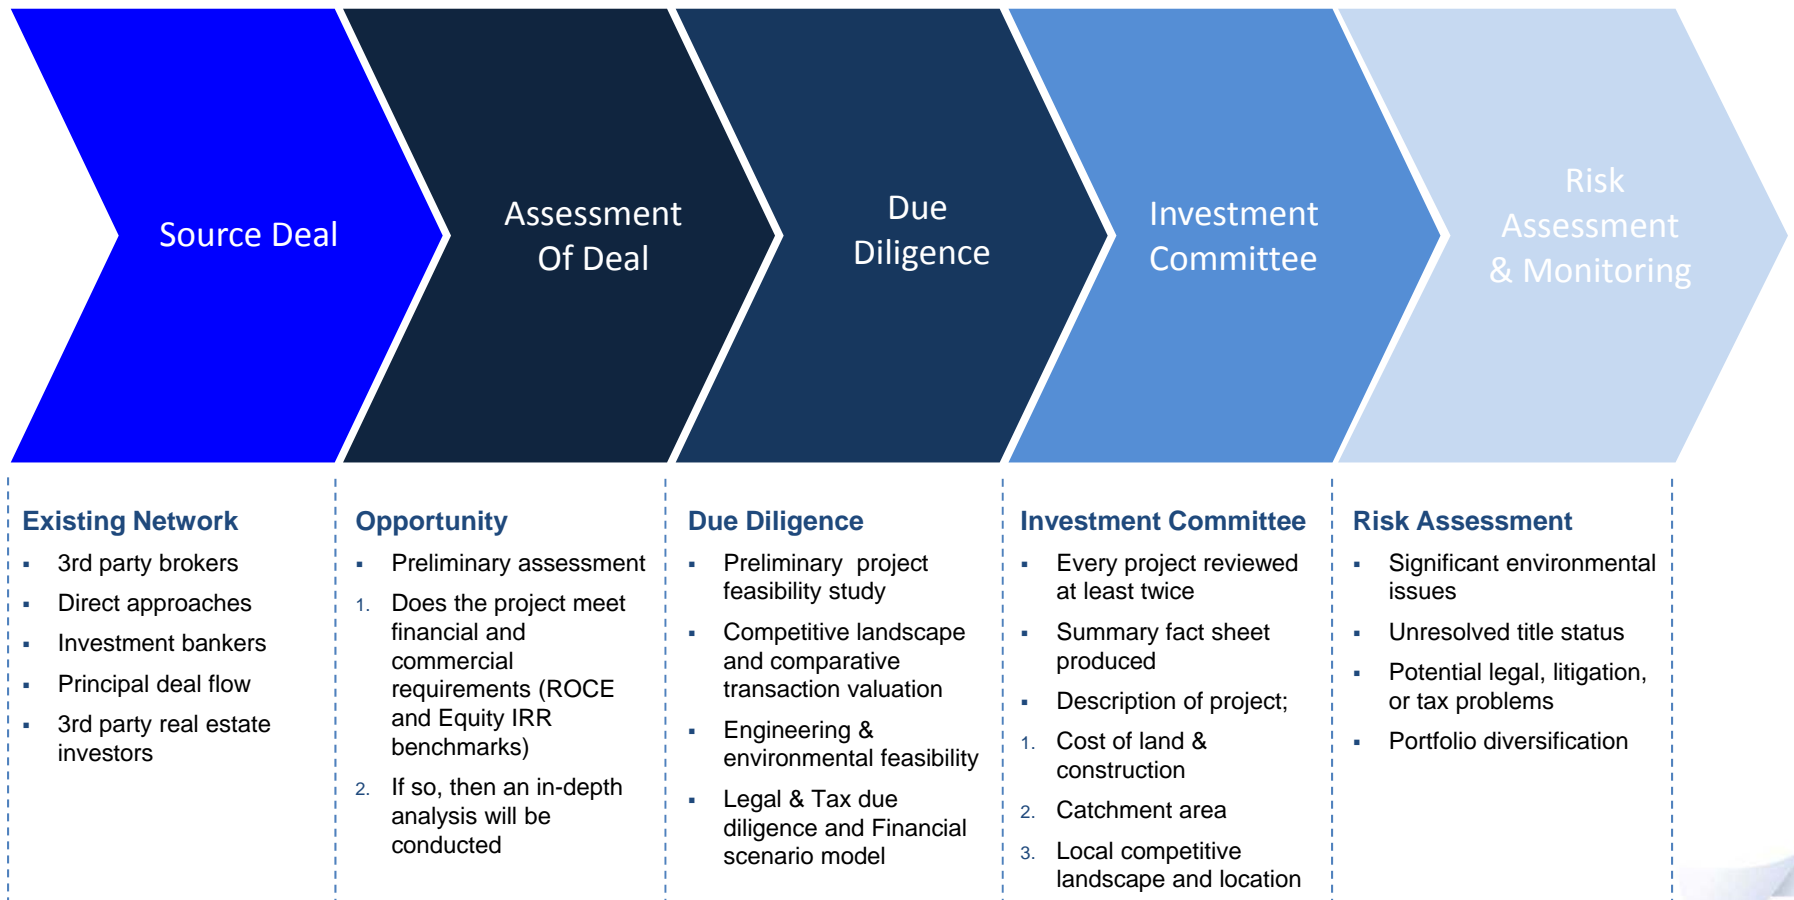 Source Deal
Assessment
Of Deal
Due
Diligence
Investment
Committee
Risk
Assessment
& Monitoring
Existing Network
▪ 3rd party brokers
▪ Direct approaches
▪ Investment bankers
▪ Principal deal flow
▪ 3rd party real estate
investors
Opportunity
▪ Preliminary assessment
1. Does the project meet
financial and
commercial
requirements (ROCE
and Equity IRR
benchmarks)
2. If so, then an in-depth
analysis will be
conducted
Due Diligence
▪ Preliminary project
feasibility study
▪ Competitive landscape
and comparative
transaction valuation
▪ Engineering &
environmental feasibility
▪ Legal & Tax due
diligence and Financial
scenario model
Investment Committee
▪ Every project reviewed
at least twice
▪ Summary fact sheet
produced
▪ Description of project;
1. Cost of land &
construction
2. Catchment area
3. Local competitive
landscape and location
Risk Assessment
▪ Significant environmental
issues
▪ Unresolved title status
▪ Potential legal, litigation,
or tax problems
▪ Portfolio diversification